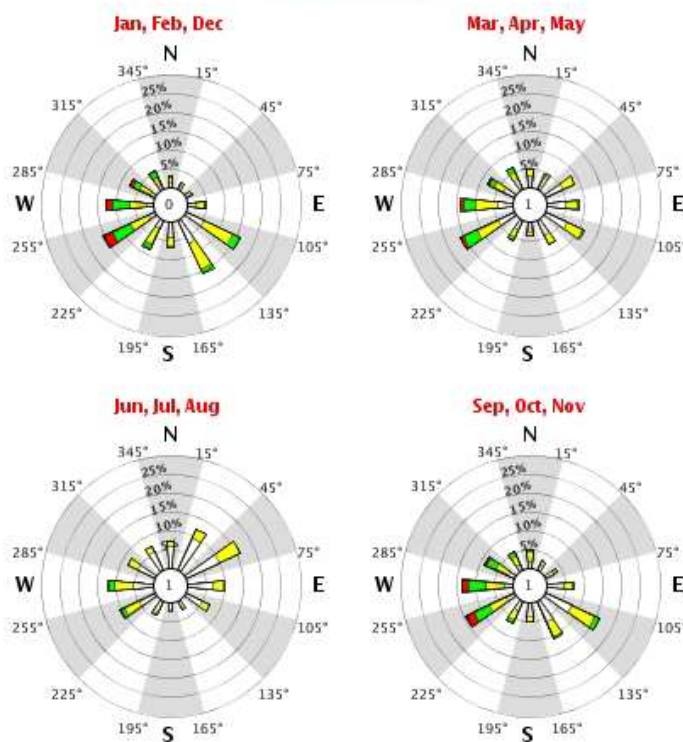 Jan, Feb, Dec
N
345° 15°
315° 45°
25%
20%
15%
10%
5%
285° 75°
W 0 E
255° 105°
225° 135°
195° 165°
S
Mar, Apr, May
N
345° 15°
315° 45°
25%
20%
15%
10%
5%
285° 75°
W 1 E
255° 105°
225° 135°
195° 165°
S
Jun, Jul, Aug
N
345° 15°
315° 45°
25%
20%
15%
10%
285° 75°
W 1 E
255° 105°
225° 135°
195° 165°
S
Sep, Oct, Nov
N
345° 15°
315° 45°
25%
20%
15%
10%
5%
285° 75°
W 1 E
255° 105°
225° 135°
195° 165°
S